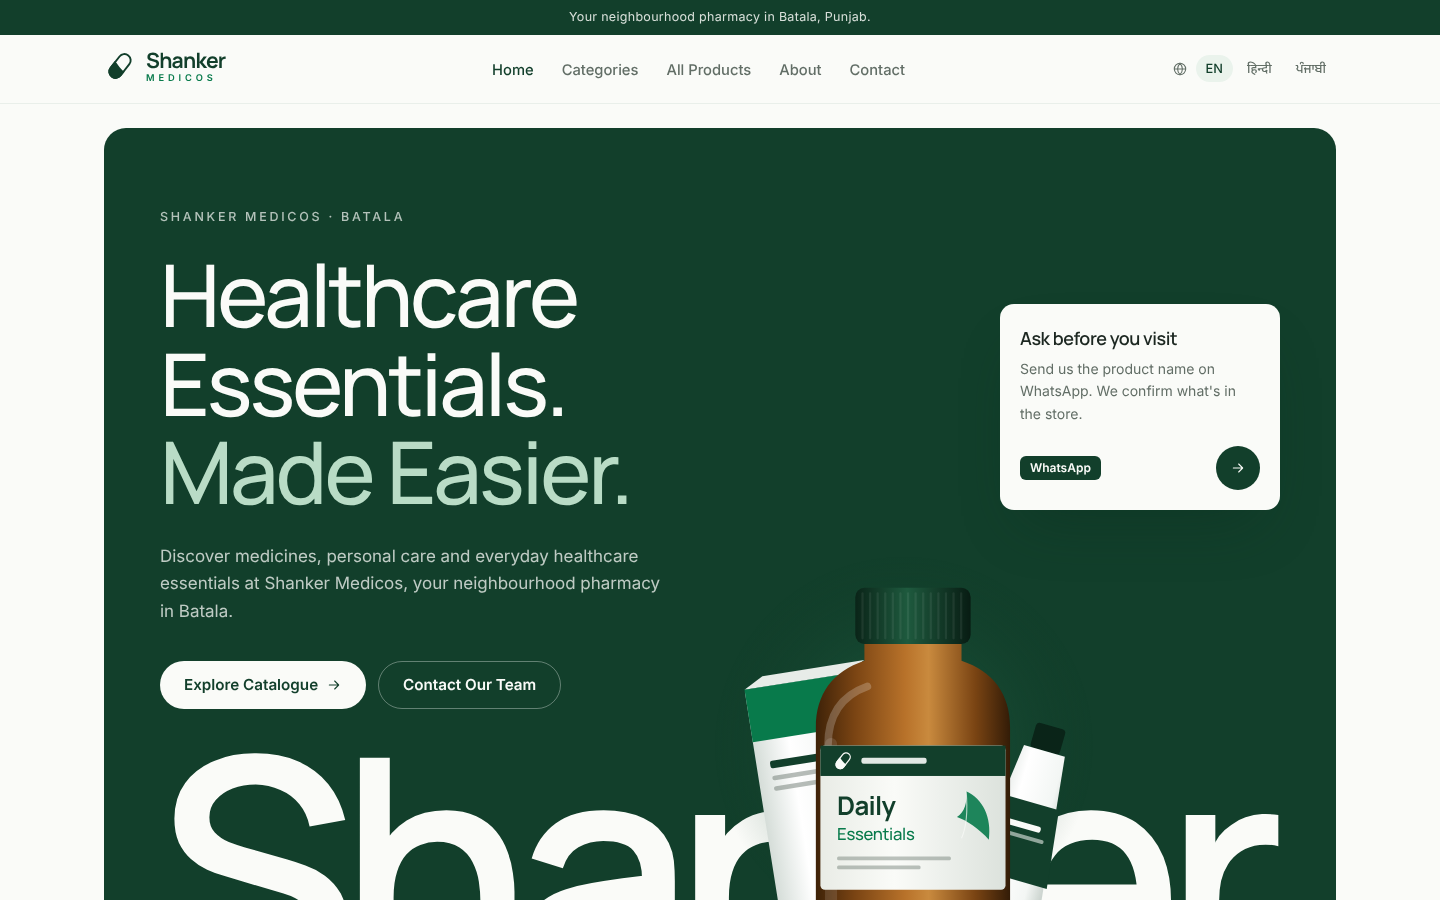 Your neighbourhood pharmacy in Batala, Punjab.
Shanker
MEDICOS
Home
Categories
All Products
About
Contact
EN
हिन्दी
ਪੰਜਾਬੀ
SHANKER MEDICOS · BATALA
Healthcare
Essentials.
Made Easier.
Discover medicines, personal care and everyday healthcare
essentials at Shanker Medicos, your neighbourhood pharmacy
in Batala.
Explore Catalogue →
Contact Our Team
Ask before you visit
Send us the product name on
WhatsApp. We confirm what's in
the store.
WhatsApp
→
Daily
Essentials